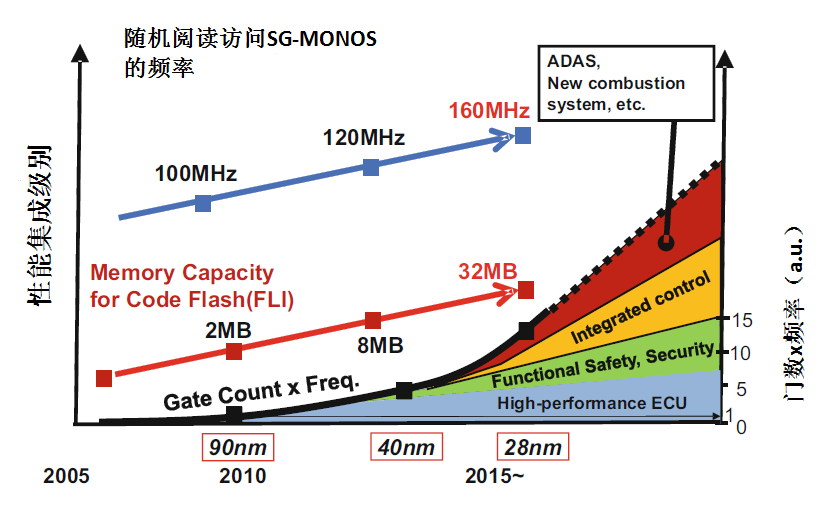 随机阅读访问SG-MONOS
的频率
ADAS,
New combustion
system, etc.
160MHz
120MHz
100MHz
性能集成级别
Memory Capacity
for Code Flash(FLI)
32MB
2MB
8MB
Gate Count x Freq.
Integrated control
Functional Safety, Security
High-performance ECU
门数x频率（a.u.）
15
10
5
1
0
90nm
40nm
28nm
2005
2010
2015~